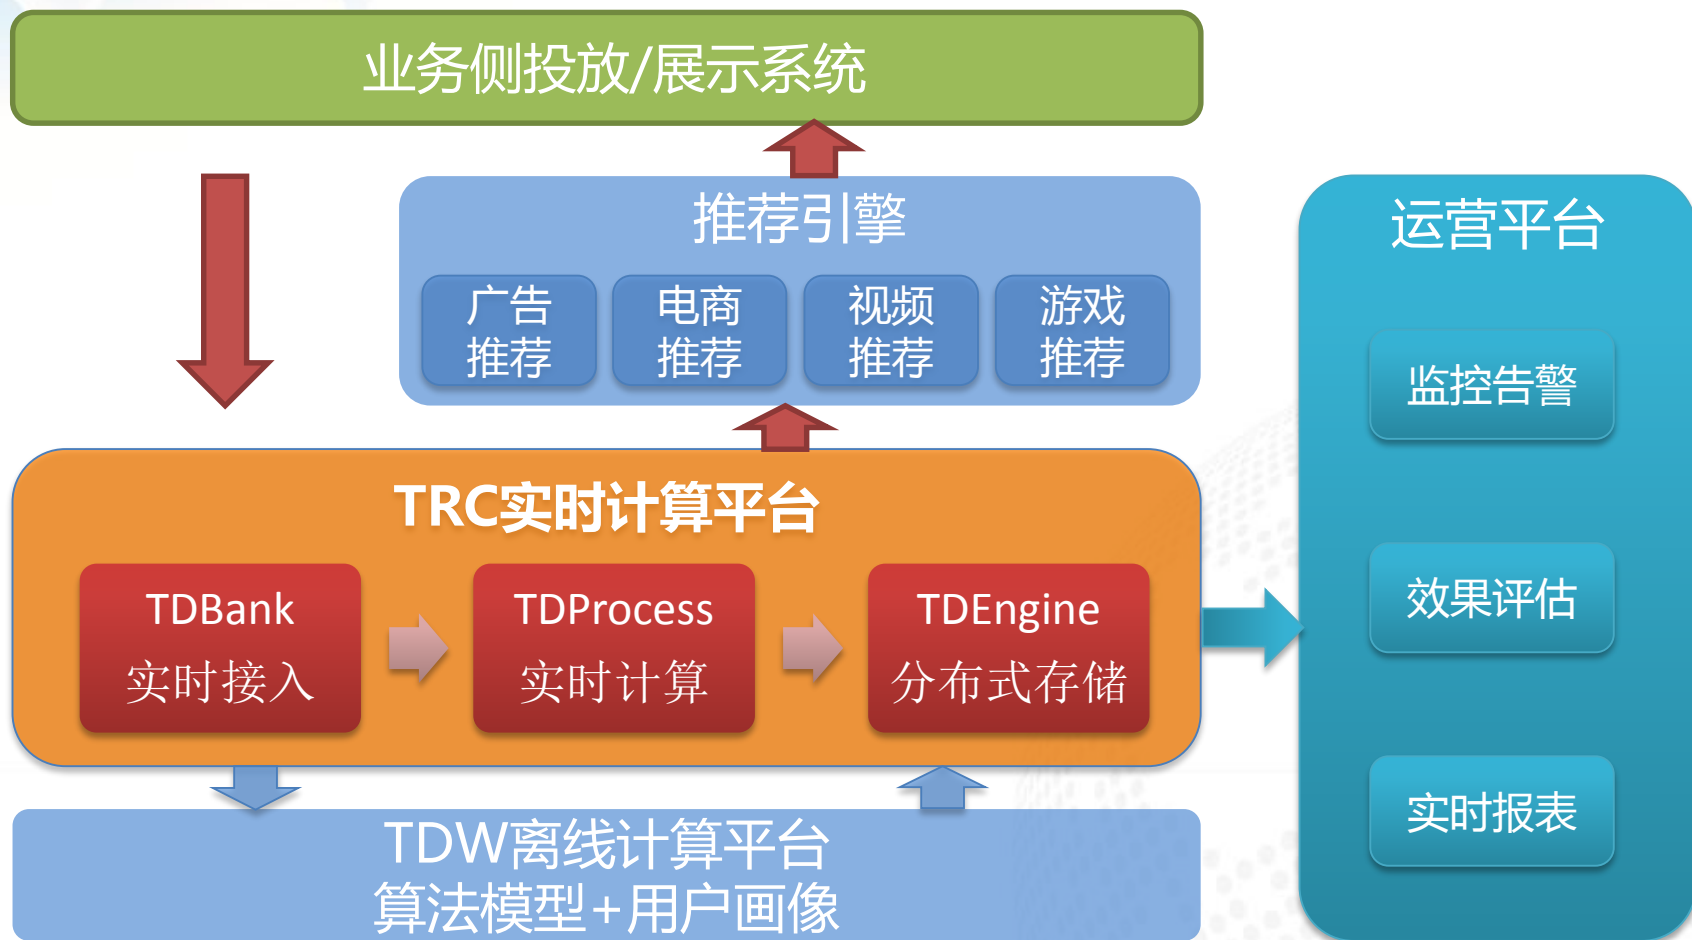 业务侧投放/展示系统
推荐引擎
广告
推荐
电商
推荐
视频
推荐
游戏
推荐
TRC实时计算平台
TDBank
实时接入
TDProcess
实时计算
TDEngine
分布式存储
TDW离线计算平台
算法模型+用户画像
运营平台
监控告警
效果评估
实时报表